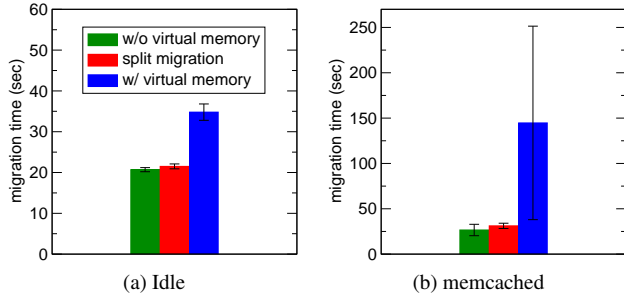 60
50
40
30
20
10
0
migration time (sec)
w/o virtual memory
split migration
w/ virtual memory
(a) Idle
250
200
150
100
50
0
migration time (sec)
(b) memcached